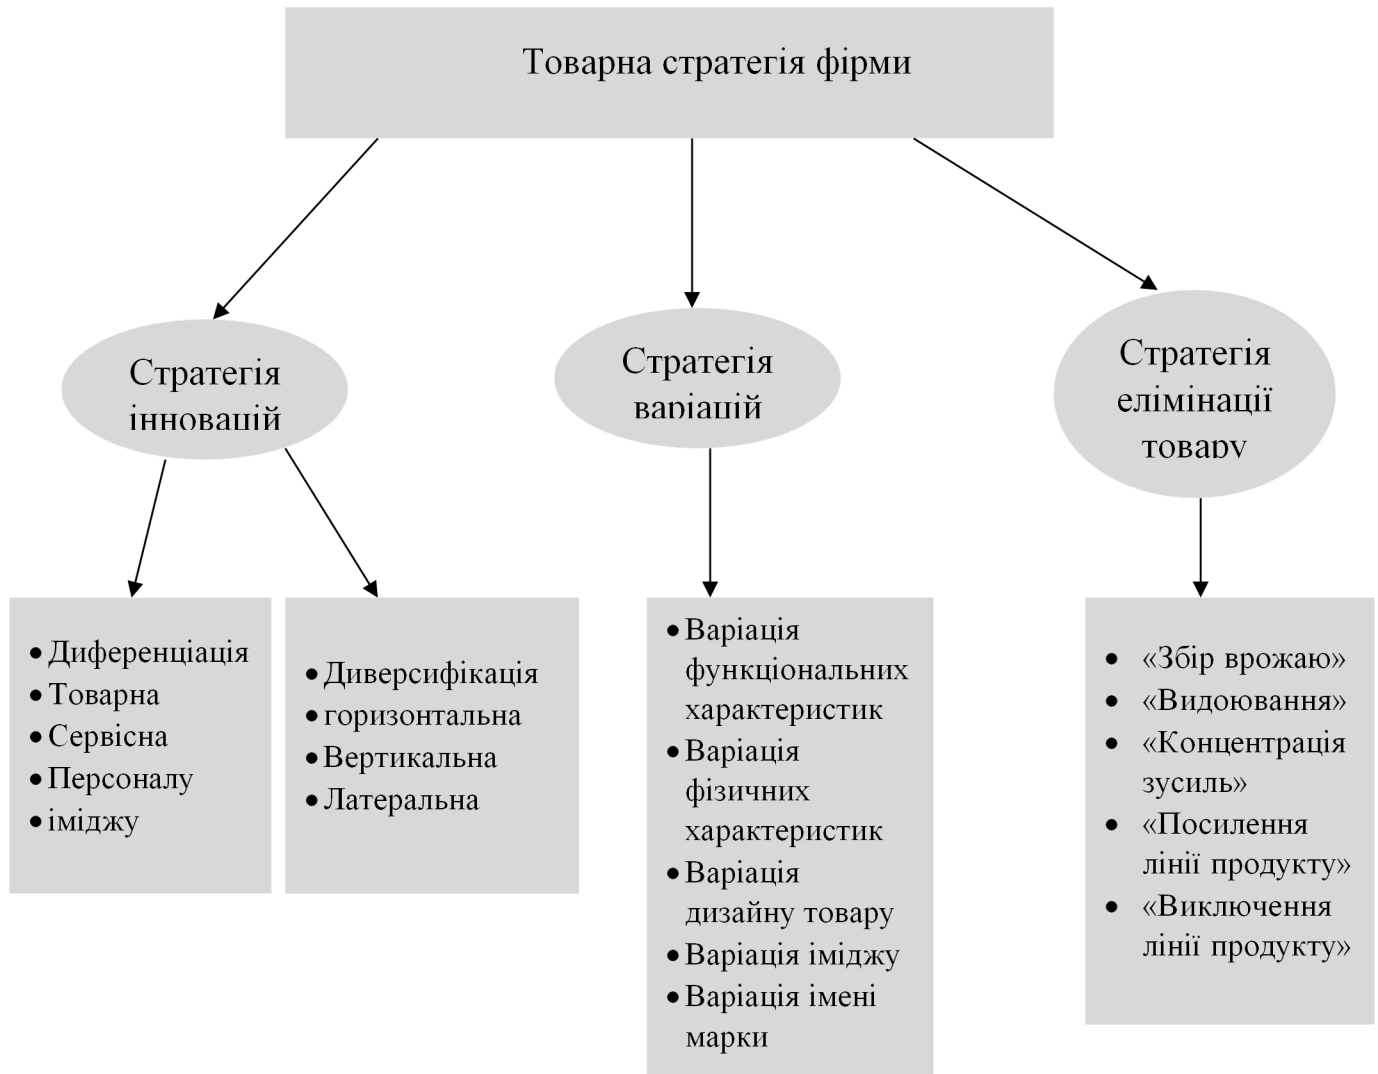 Товарна стратегія фірми
Стратегія
інновацій
Стратегія
варіацій
Стратегія
елімінації
товару
• Диференціація
• Товарна
• Сервісна
• Персоналу
• іміджу
• Диверсифікація
• горизонтальна
• Вертикальна
• Латеральна
• Варіація
функціональних
характеристик
• Варіація
фізичних
характеристик
• Варіація
дизайну товару
• Варіація іміджу
• Варіація імені
марки
• «Збір врожаю»
• «Видоювання»
• «Концентрація
зусиль»
• «Посилення
лінії продукту»
• «Виключення
лінії продукту»